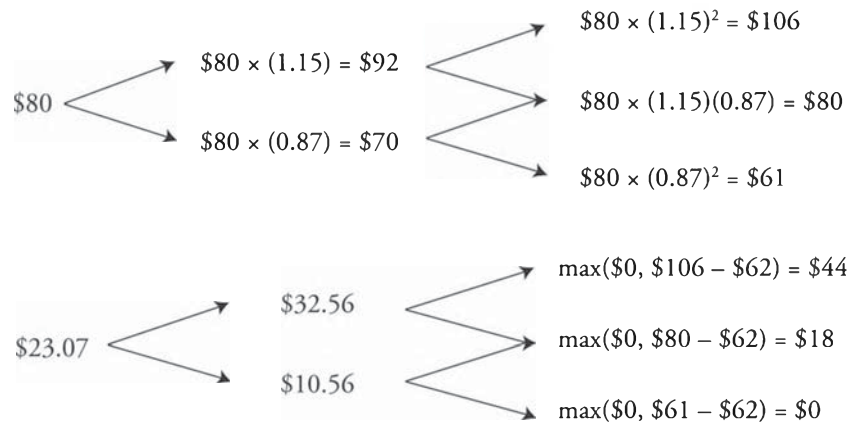 $80 × (1.15)² = $106
$80 × (1.15) = $92
$80
$80 × (1.15)(0.87) = $80
$80 × (0.87) = $70
$80 × (0.87)² = $61
max($0, $106 – $62) = $44
$32.56
$23.07
max($0, $80 – $62) = $18
$10.56
max($0, $61 – $62) = $0